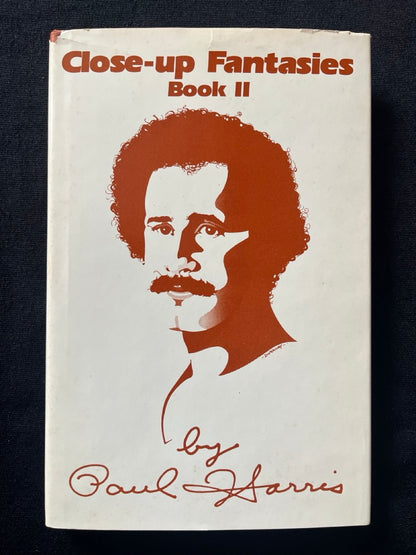 Close-up Fantasies
Book II
by
Paul Harris